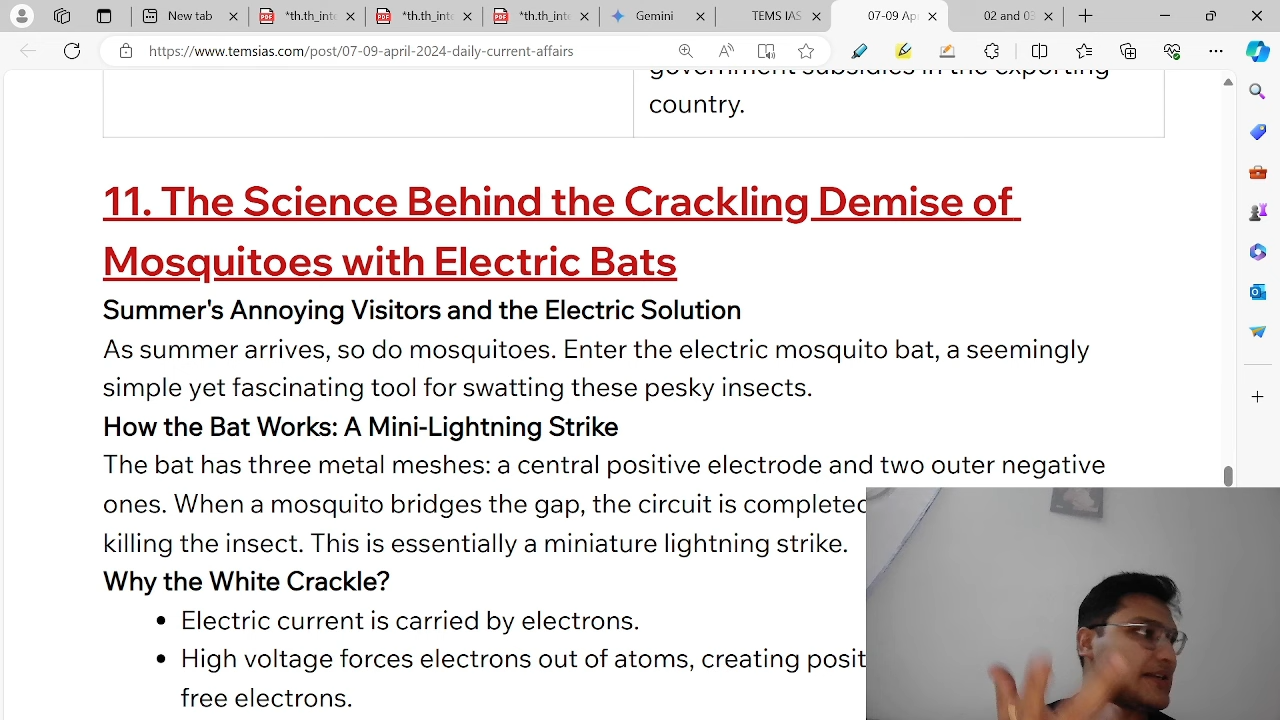 New tab
*th.th_inte
*th.th_inte
*th.th_inte
Gemini
TEMS IAS
07-09 Apr
02 and 03
https://www.temsias.com/post/07-09-april-2024-daily-current-affairs
government subsidies in the exporting
country.
11. The Science Behind the Crackling Demise of
Mosquitoes with Electric Bats
Summer's Annoying Visitors and the Electric Solution
As summer arrives, so do mosquitoes. Enter the electric mosquito bat, a seemingly
simple yet fascinating tool for swatting these pesky insects.
How the Bat Works: A Mini-Lightning Strike
The bat has three metal meshes: a central positive electrode and two outer negative
ones. When a mosquito bridges the gap, the circuit is completed
killing the insect. This is essentially a miniature lightning strike.
Why the White Crackle?
Electric current is carried by electrons.
High voltage forces electrons out of atoms, creating posit
free electrons.